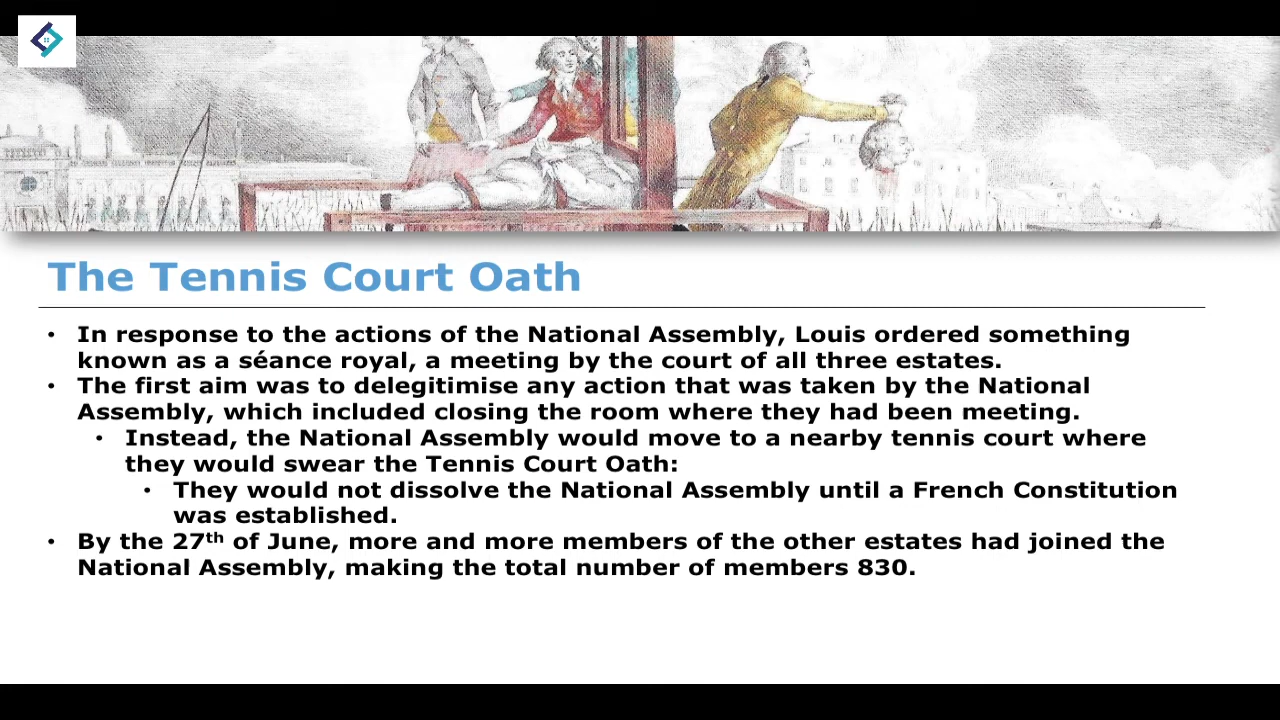 The Tennis Court Oath
• In response to the actions of the National Assembly, Louis ordered something
known as a séance royal, a meeting by the court of all three estates.
• The first aim was to delegitimise any action that was taken by the National
Assembly, which included closing the room where they had been meeting.
• Instead, the National Assembly would move to a nearby tennis court where
they would swear the Tennis Court Oath:
• They would not dissolve the National Assembly until a French Constitution
was established.
• By the 27th of June, more and more members of the other estates had joined the
National Assembly, making the total number of members 830.